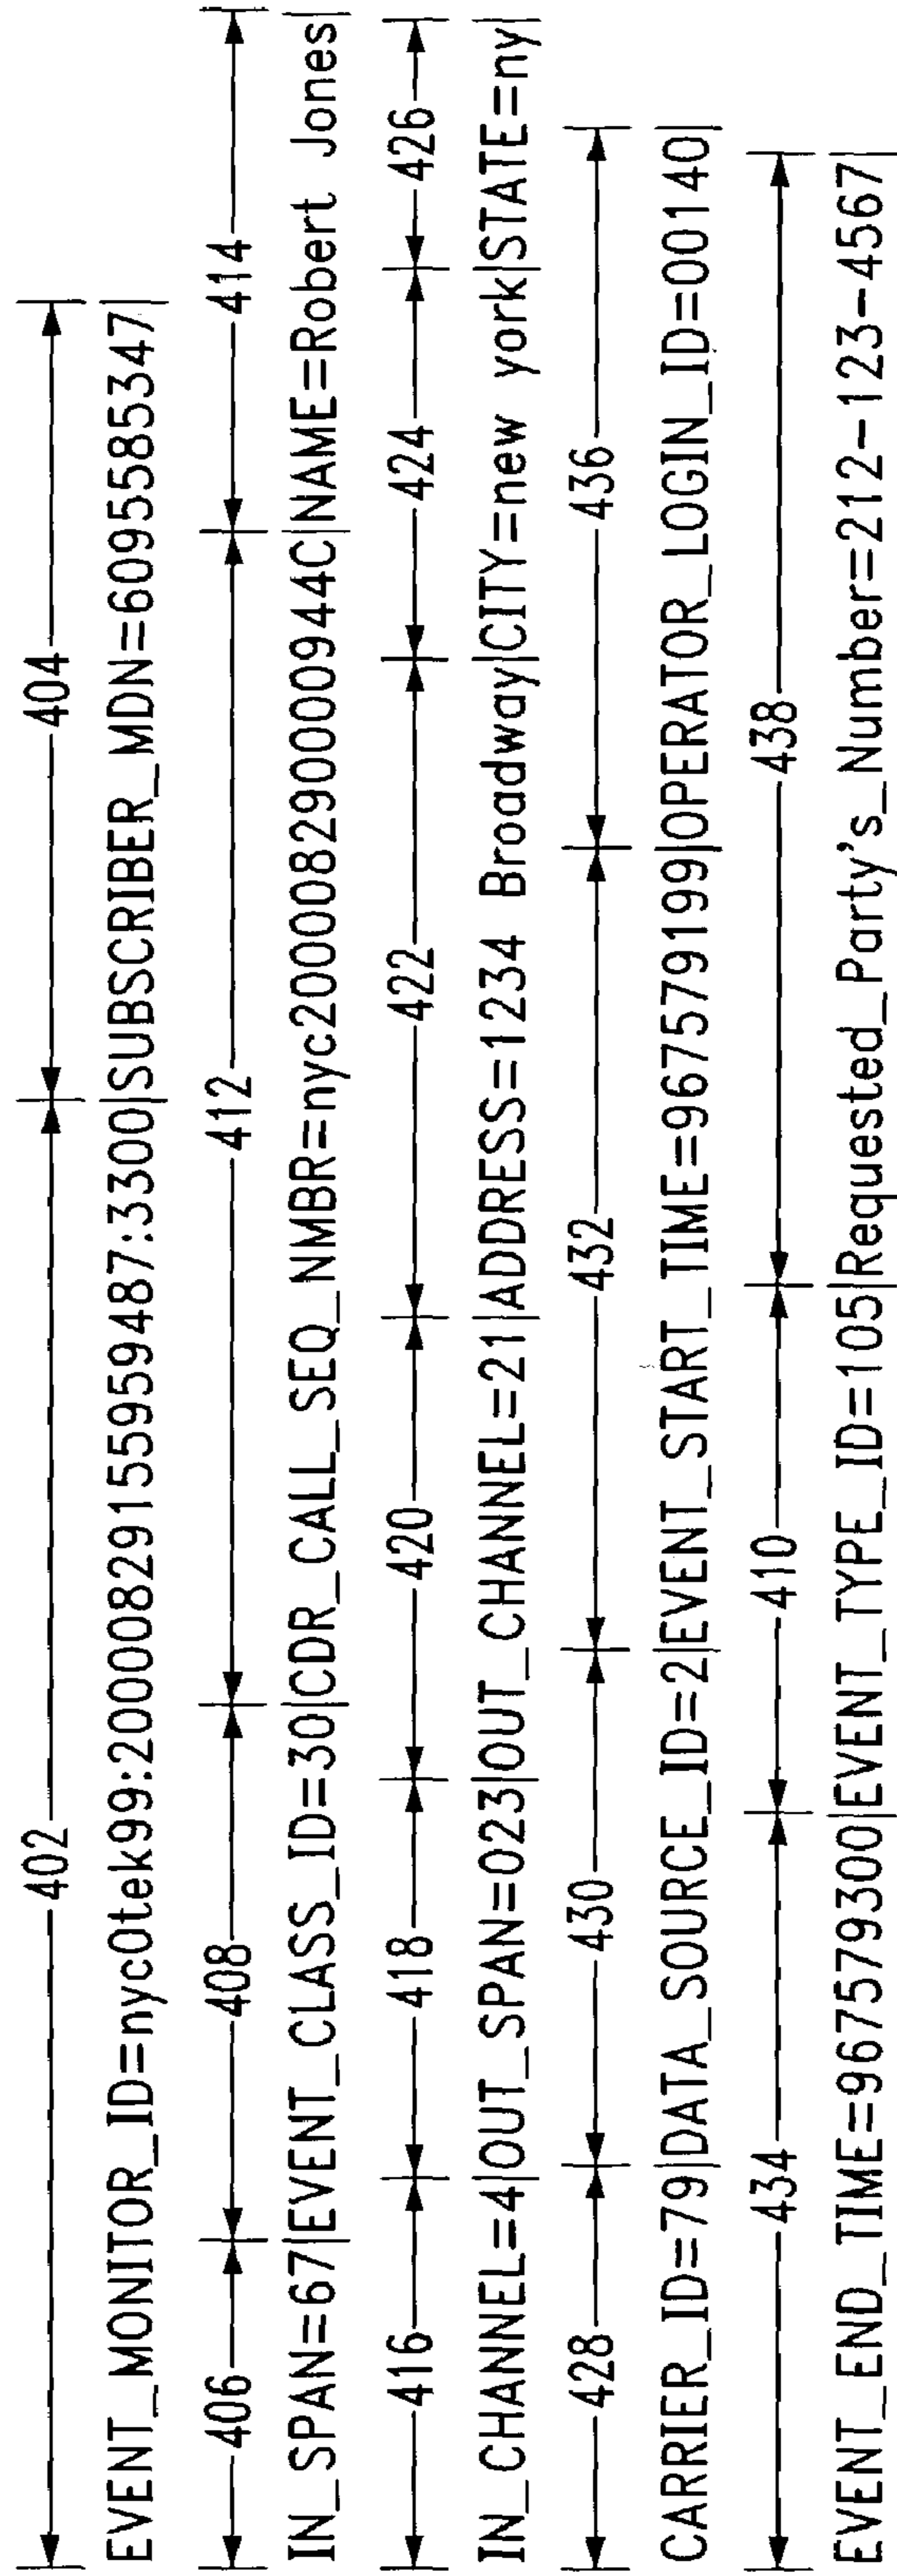 402 404
EVENT_MONITOR_ID=nyc0tek99:20000829155959487:3300|SUBSCRIBER_MDN=6095585347|
406 408 412 414
IN_SPAN=67|EVENT_CLASS_ID=30|CDR_CALL_SEQ_NMBR=nyc200008290000944C|NAME=Robert Jones|
416 418 420 422 424 426
IN_CHANNEL=4|OUT_SPAN=023|OUT_CHANNEL=21|ADDRESS=1234 Broadway|CITY=new york|STATE=ny|
428 430 432 436
CARRIER_ID=79|DATA_SOURCE_ID=2|EVENT_START_TIME=967579199|OPERATOR_LOGIN_ID=00140|
434 410 438
EVENT_END_TIME=967579300|EVENT_TYPE_ID=105|Requested_Party's_Number=212-123-4567|